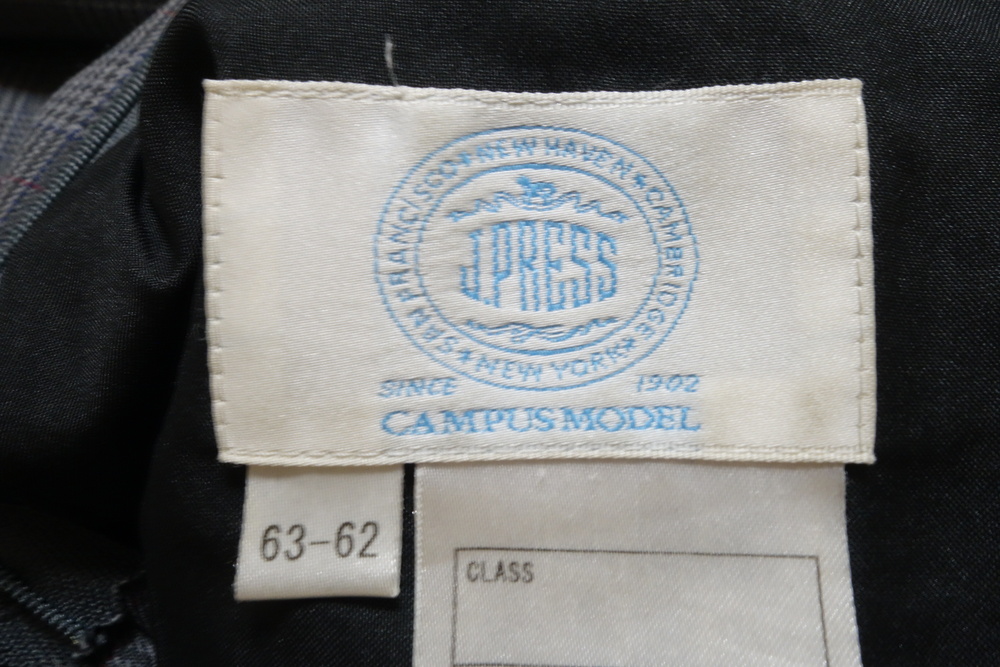 SAN FRANCISCO★NEW HAVEN★CAMBRIDGE★NEW YORK★
J.PRESS
SINCE 1902
CAMPUS MODEL
63-62
CLASS